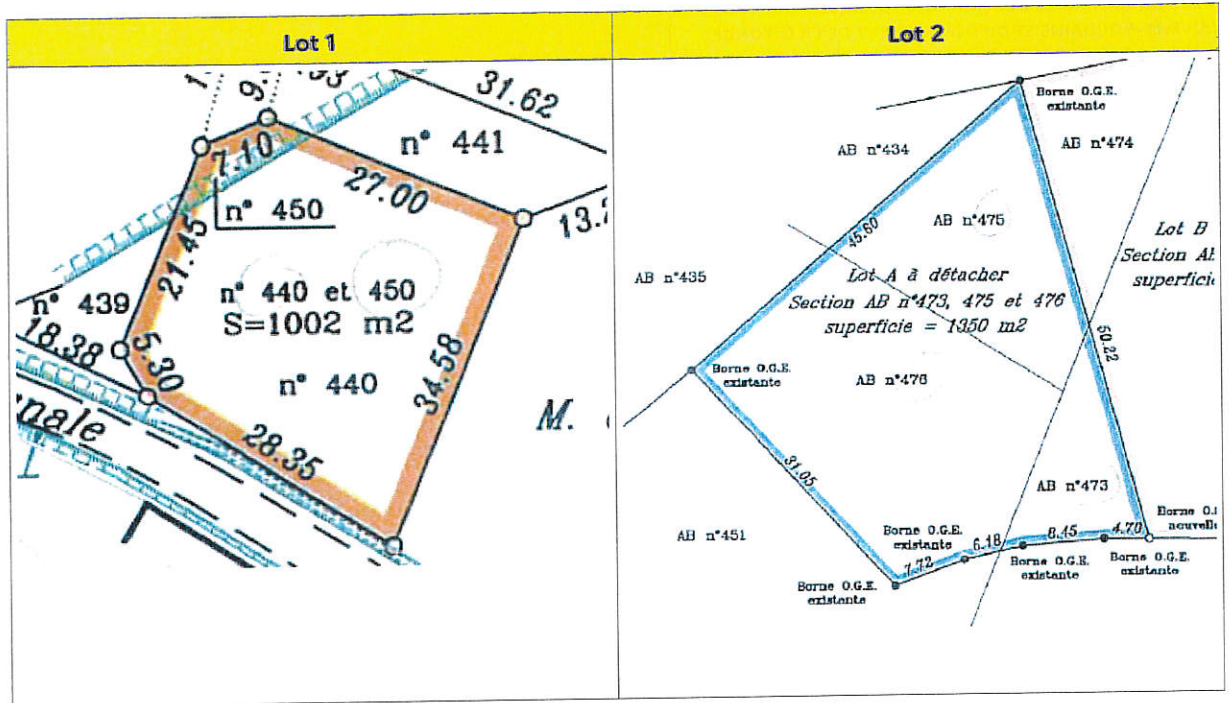 Lot 1
31.62
n° 441
7.10
27.00
n° 450
13.
21.45
n° 440 et 450
S=1002 m2
n° 439
18.38
5.30
n° 440
34.58
M.
nale
28.35
Lot 2
Borne O.G.E.
existante
AB n°434
AB n°474
AB n°475
45.60
Lot B
Section AB
superficie
AB n°435
Lot A à détacher
Section AB n°473, 475 et 476
superficie = 1350 m2
50.22
Borne O.G.E.
existante
AB n°476
31.05
AB n°473
AB n°451
Borne O.G.E.
existante
7.72
6.18
8.45
4.70
Borne O.
nouvelle
Borne O.G.E.
existante
Borne O.G.E.
existante
Borne O.G.E.
existante